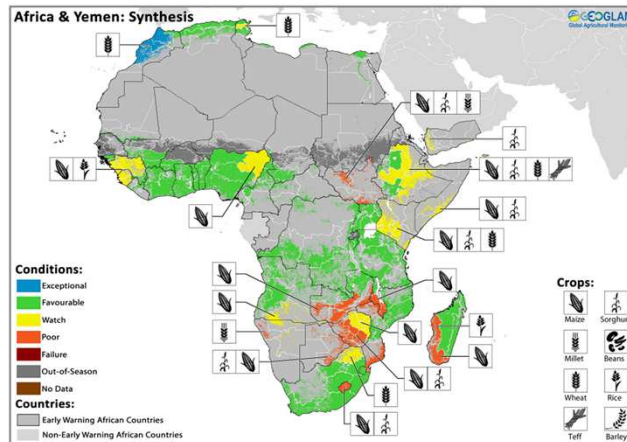 Africa & Yemen: Synthesis
GEOGLAM
Global Agricultural Monitoring
Conditions:
Exceptional
Favourable
Watch
Poor
Failure
Out-of-Season
No Data
Countries:
Early Warning African Countries
Non-Early Warning African Countries
Crops:
Maize
Sorghum
Millet
Beans
Wheat
Rice
Teff
Barley